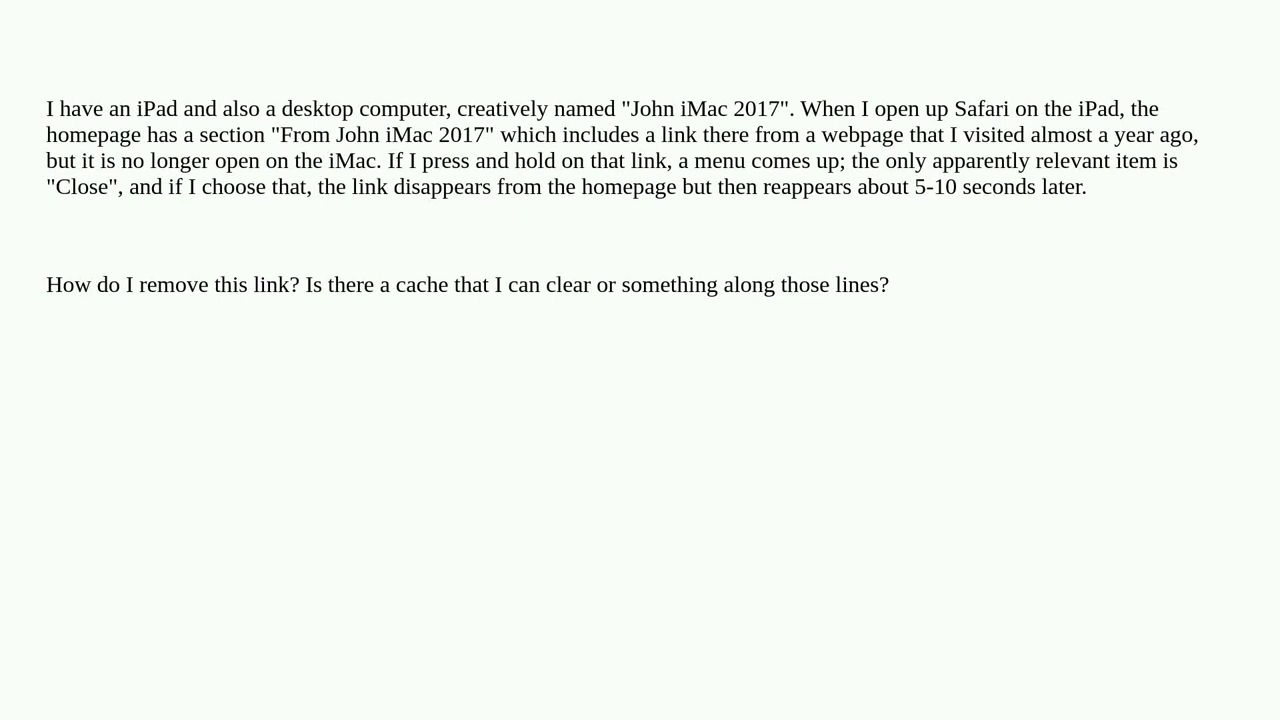 I have an iPad and also a desktop computer, creatively named "John iMac 2017". When I open up Safari on the iPad, the
homepage has a section "From John iMac 2017" which includes a link there from a webpage that I visited almost a year ago,
but it is no longer open on the iMac. If I press and hold on that link, a menu comes up; the only apparently relevant item is
"Close", and if I choose that, the link disappears from the homepage but then reappears about 5-10 seconds later.
How do I remove this link? Is there a cache that I can clear or something along those lines?